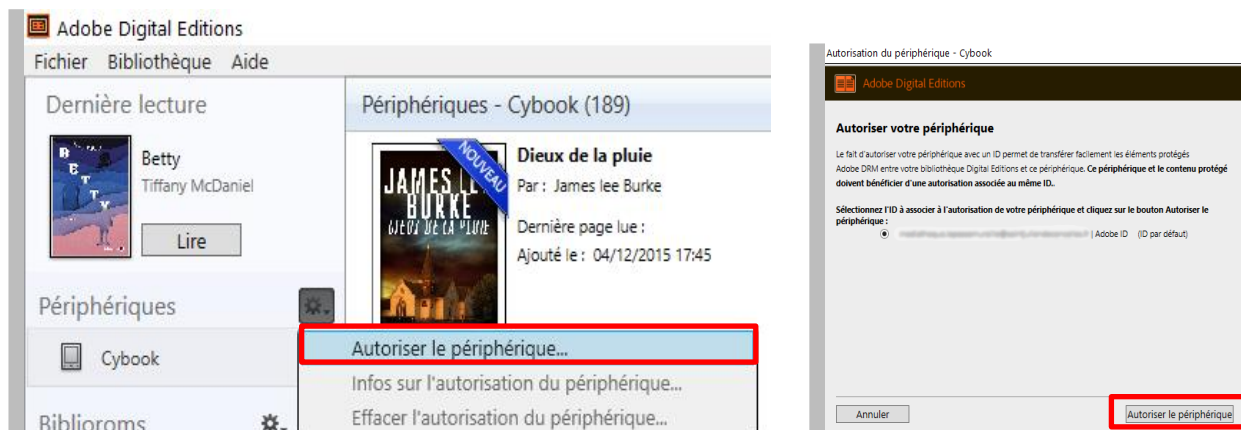 Adobe Digital Editions
Fichier Bibliothèque Aide
Dernière lecture
BETTY
Betty
Tiffany McDaniel
Lire
Périphériques
Cybook
Biblioroms
Périphériques - Cybook (189)
NOUVEAU
JAMES LEE
BURKE
DIEUX DE LA PLUIE
Dieux de la pluie
Par : James lee Burke
Dernière page lue :
Ajouté le : 04/12/2015 17:45
Autoriser le périphérique...
Infos sur l'autorisation du périphérique...
Effacer l'autorisation du périphérique...
Autorisation du périphérique - Cybook
Adobe Digital Editions
Autoriser votre périphérique
Le fait d'autoriser votre périphérique avec un ID permet de transférer facilement les éléments protégés
Adobe DRM entre votre bibliothèque Digital Editions et ce périphérique. Ce périphérique et le contenu protégé
doivent bénéficier d'une autorisation associée au même ID..
Sélectionnez l'ID à associer à l'autorisation de votre périphérique et cliquez sur le bouton Autoriser le
périphérique :
| Adobe ID (ID par défaut)
Annuler
Autoriser le périphérique